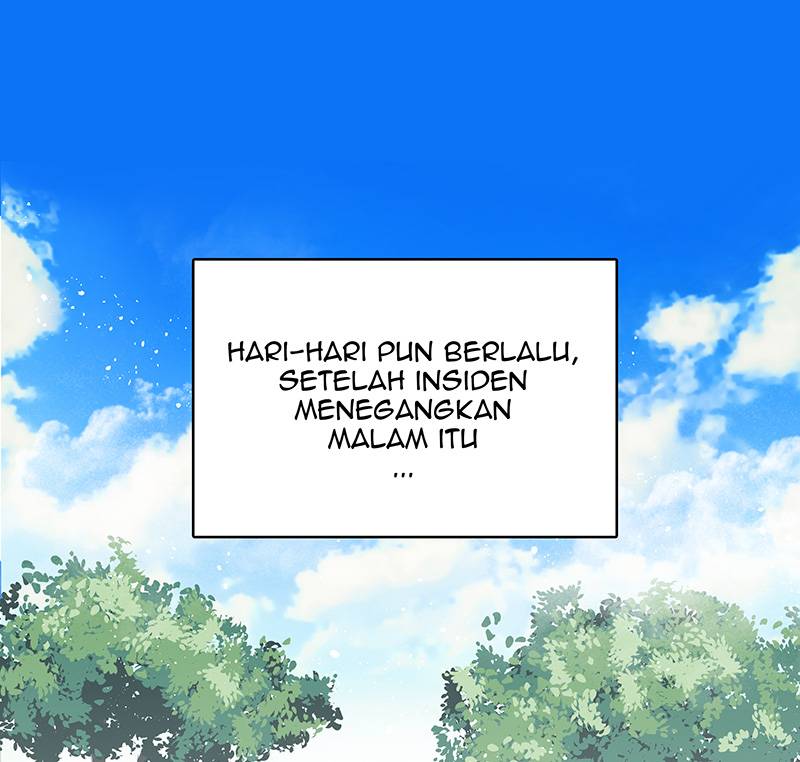 HARI-HARI PUN BERLALU,
SETELAH INSIDEN
MENEGANGKAN
MALAM ITU
...